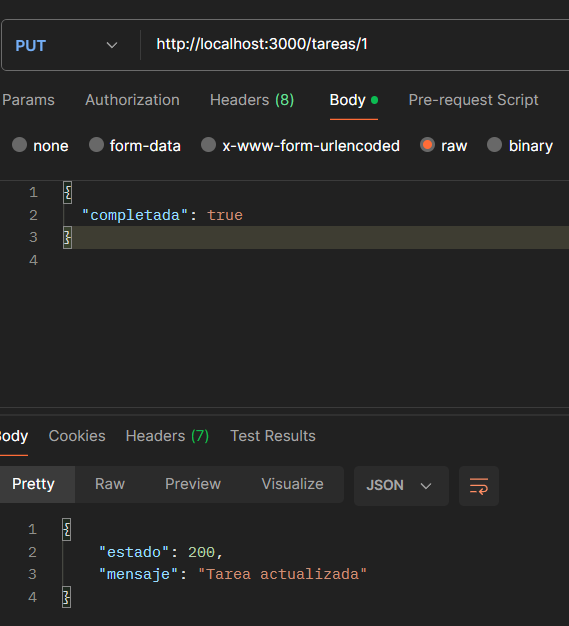 PUT http://localhost:3000/tareas/1
Params Authorization Headers (8) Body Pre-request Script
none form-data x-www-form-urlencoded raw binary
1 {
2 "completada": true
3 }
4
Body Cookies Headers (7) Test Results
Pretty Raw Preview Visualize JSON
1 {
2 "estado": 200,
3 "mensaje": "Tarea actualizada"
4 }